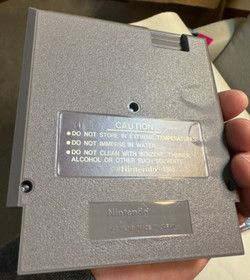 CAUTION
● DO NOT STORE IN EXTREME TEMPERATURES.
● DO NOT IMMERSE IN WATER.
● DO NOT CLEAN WITH BENZENE, THINNER,
ALCOHOL OR OTHER SUCH SOLVENTS.
Nintendo